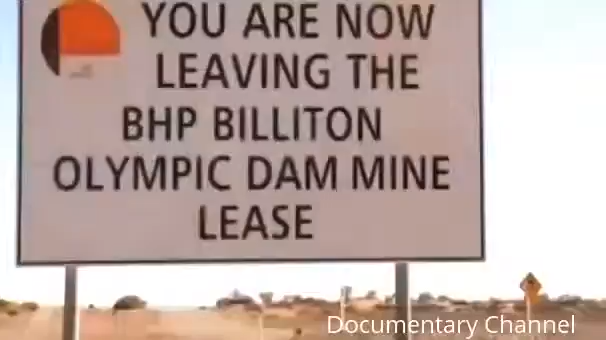 YOU ARE NOW
LEAVING THE
BHP BILLITON
OLYMPIC DAM MINE
LEASE
Documentary Channel